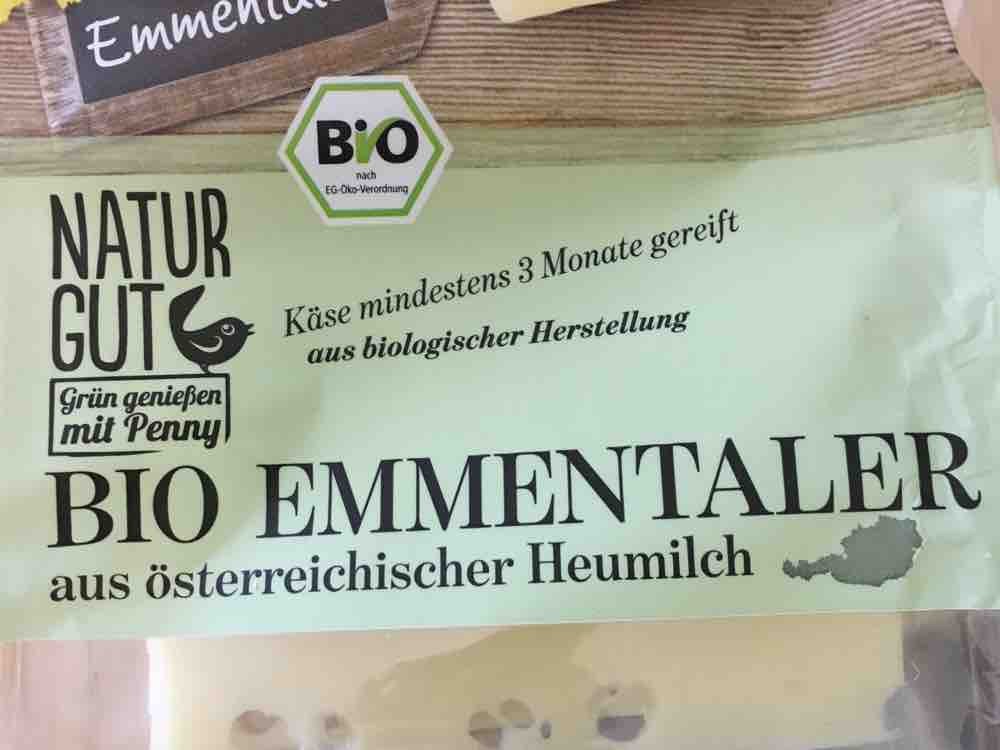 BiO
nach
EG-Öko-Verordnung
NATUR
GUT
Grün genießen
mit Penny
Käse mindestens 3 Monate gereift
aus biologischer Herstellung
BIO EMMENTALER
aus österreichischer Heumilch